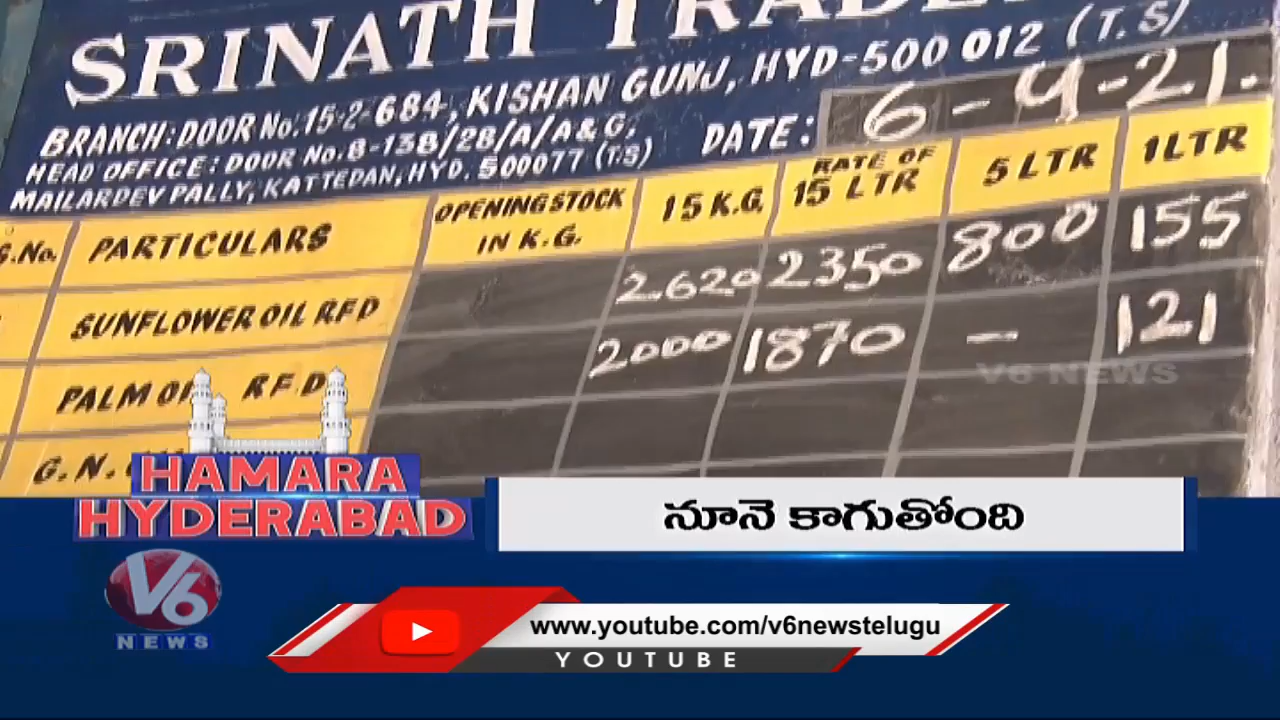 SRINATH TRADE
BRANCH: DOOR No. 15-2-684, KISHAN GUNJ, HYD-500 012 (T.S)
HEAD OFFICE: DOOR No. 8-138/28/A/A&G,
MAILARDEV PALLY, KATTEDAN, HYD. 500077 (T.S)
DATE: 6-9-21.
S.No. PARTICULARS OPENING STOCK IN K.G. 15 K.G. RATE OF 15 LTR 5 LTR 1 LTR
SUNFLOWER OIL RFD 2620 2350 800 155
PALM OI R.F.D 2000 1870 - 121
G.N.
V6 NEWS
HAMARA
HYDERABAD
నూనె కాగుతోంది
V6
NEWS
www.youtube.com/v6newstelugu
YOUTUBE